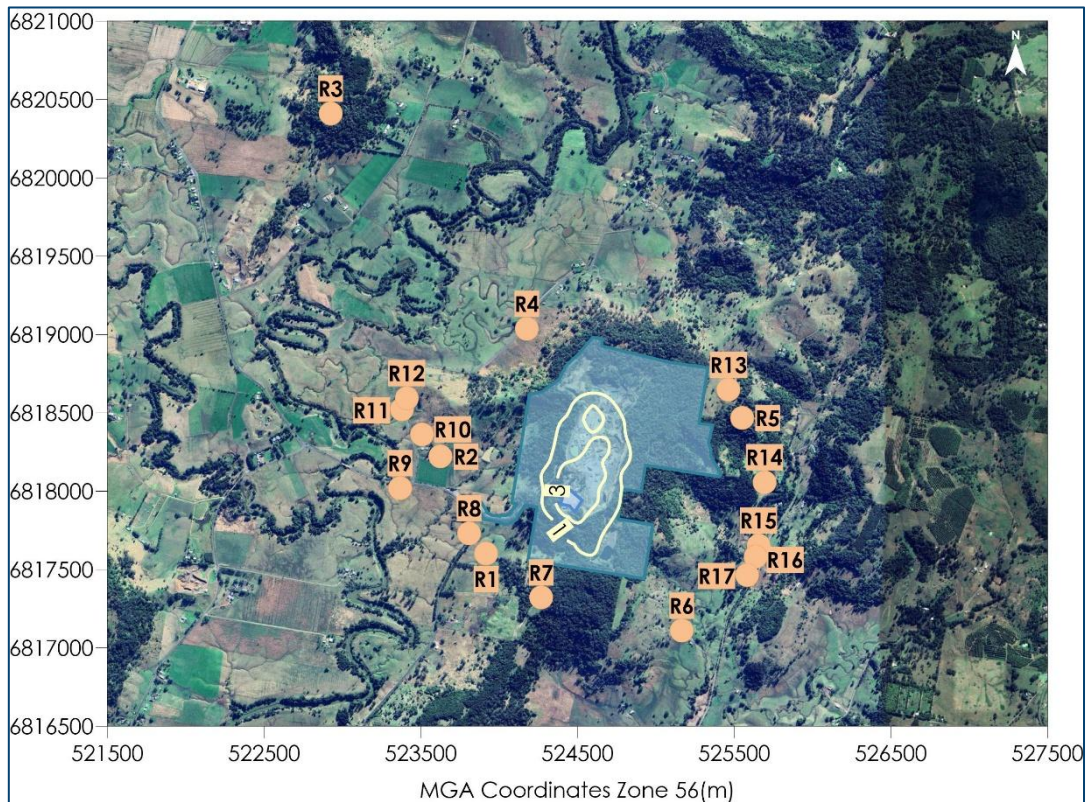 6821000
N
R3
6820500
6820000
6819500
R4
6819000
R13
R12
6818500
R11
R5
R10
R2
R14
R9
3
6818000
R8
1
R15
R16
6817500
R1
R7
R17
R6
6817000
6816500
521500
522500
523500
524500
525500
526500
527500
MGA Coordinates Zone 56(m)